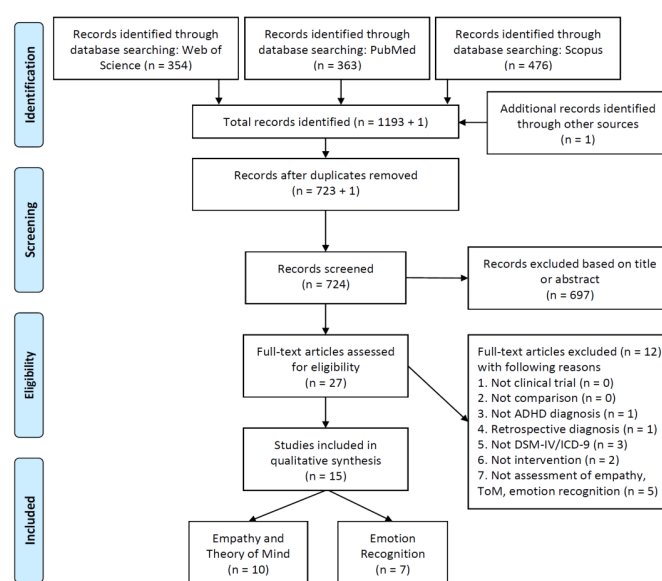 Identification
Records identified through
database searching: Web of
Science (n = 354)
Records identified through
database searching: PubMed
(n = 363)
Records identified through
database searching: Scopus
(n = 476)
Total records identified (n = 1193 + 1)
Additional records identified
through other sources
(n = 1)
Records after duplicates removed
(n = 723 + 1)
Screening
Records screened
(n = 724)
Records excluded based on title
or abstract
(n = 697)
Eligibility
Full-text articles assessed
for eligibility
(n = 27)
Full-text articles excluded (n = 12)
with following reasons
1. Not clinical trial (n = 0)
2. Not comparison (n = 0)
3. Not ADHD diagnosis (n = 1)
4. Retrospective diagnosis (n = 1)
5. Not DSM-IV/ICD-9 (n = 3)
6. Not intervention (n = 2)
7. Not assessment of empathy,
ToM, emotion recognition (n = 5)
Studies included in
qualitative synthesis
(n = 15)
Included
Empathy and
Theory of Mind
(n = 10)
Emotion
Recognition
(n = 7)